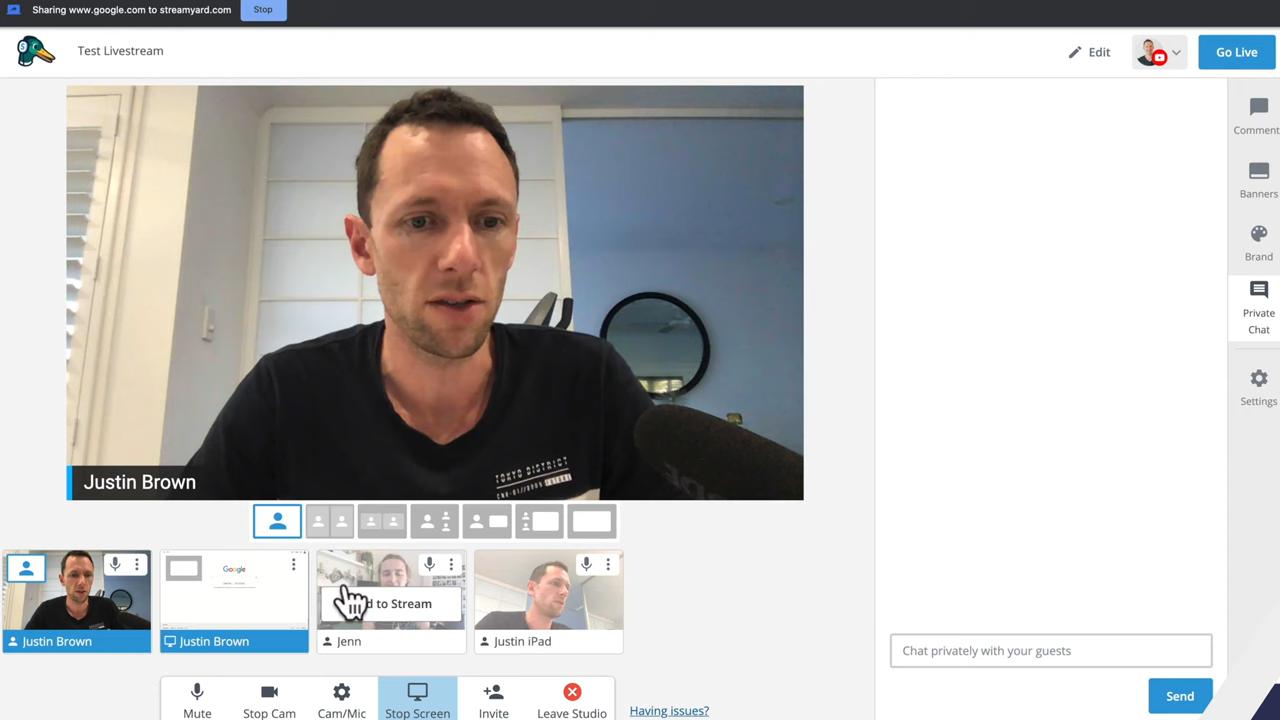 Sharing www.google.com to streamyard.com
Stop
Test Livestream
Edit
Go Live
Comment
Banners
Brand
Private
Chat
Settings
TOKYO DISTRICT
Justin Brown
Google
d to Stream
Justin Brown
Justin Brown
Jenn
Justin iPad
Chat privately with your guests
Send
Mute
Stop Cam
Cam/Mic
Stop Screen
Invite
Leave Studio
Having issues?